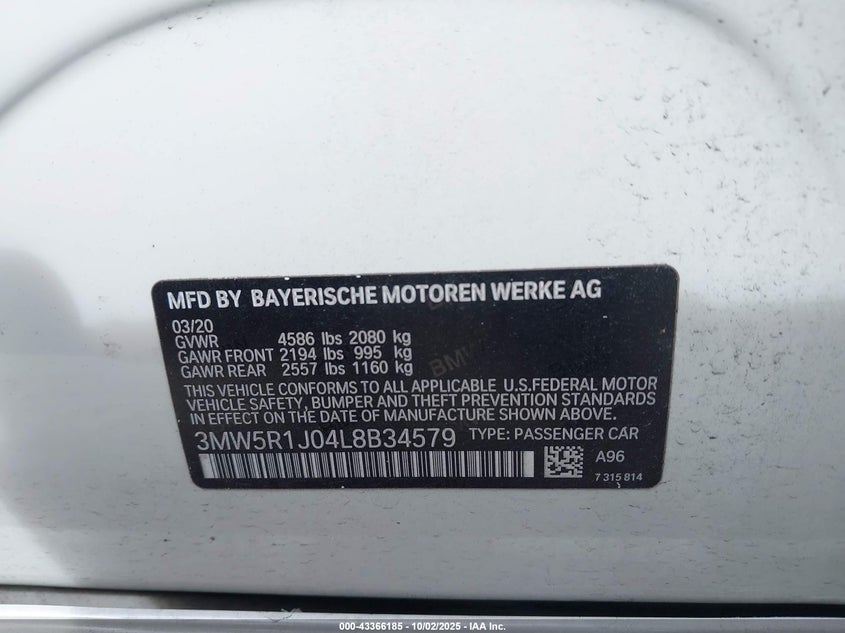 MFD BY BAYERISCHE MOTOREN WERKE AG
03/20
GVWR 4586 lbs 2080 kg
GAWR FRONT 2194 lbs 995 kg
GAWR REAR 2557 lbs 1160 kg
THIS VEHICLE CONFORMS TO ALL APPLICABLE U.S.FEDERAL MOTOR
VEHICLE SAFETY, BUMPER AND THEFT PREVENTION STANDARDS
IN EFFECT ON THE DATE OF MANUFACTURE SHOWN ABOVE.
3MW5R1J04L8B34579 TYPE: PASSENGER CAR
A96
7 315 814
BMW
000-43366185 - 10/02/2025 - IAA Inc.